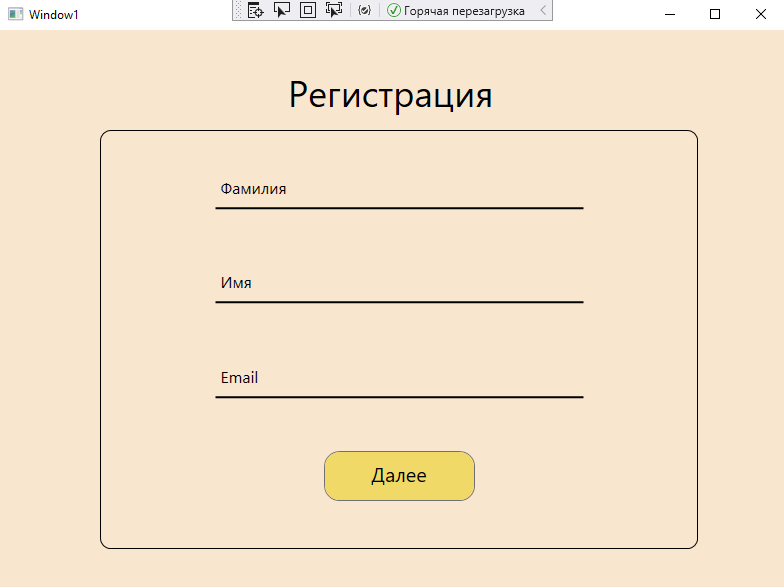 Window1
Горячая перезагрузка
Регистрация
Фамилия
Имя
Email
Далее